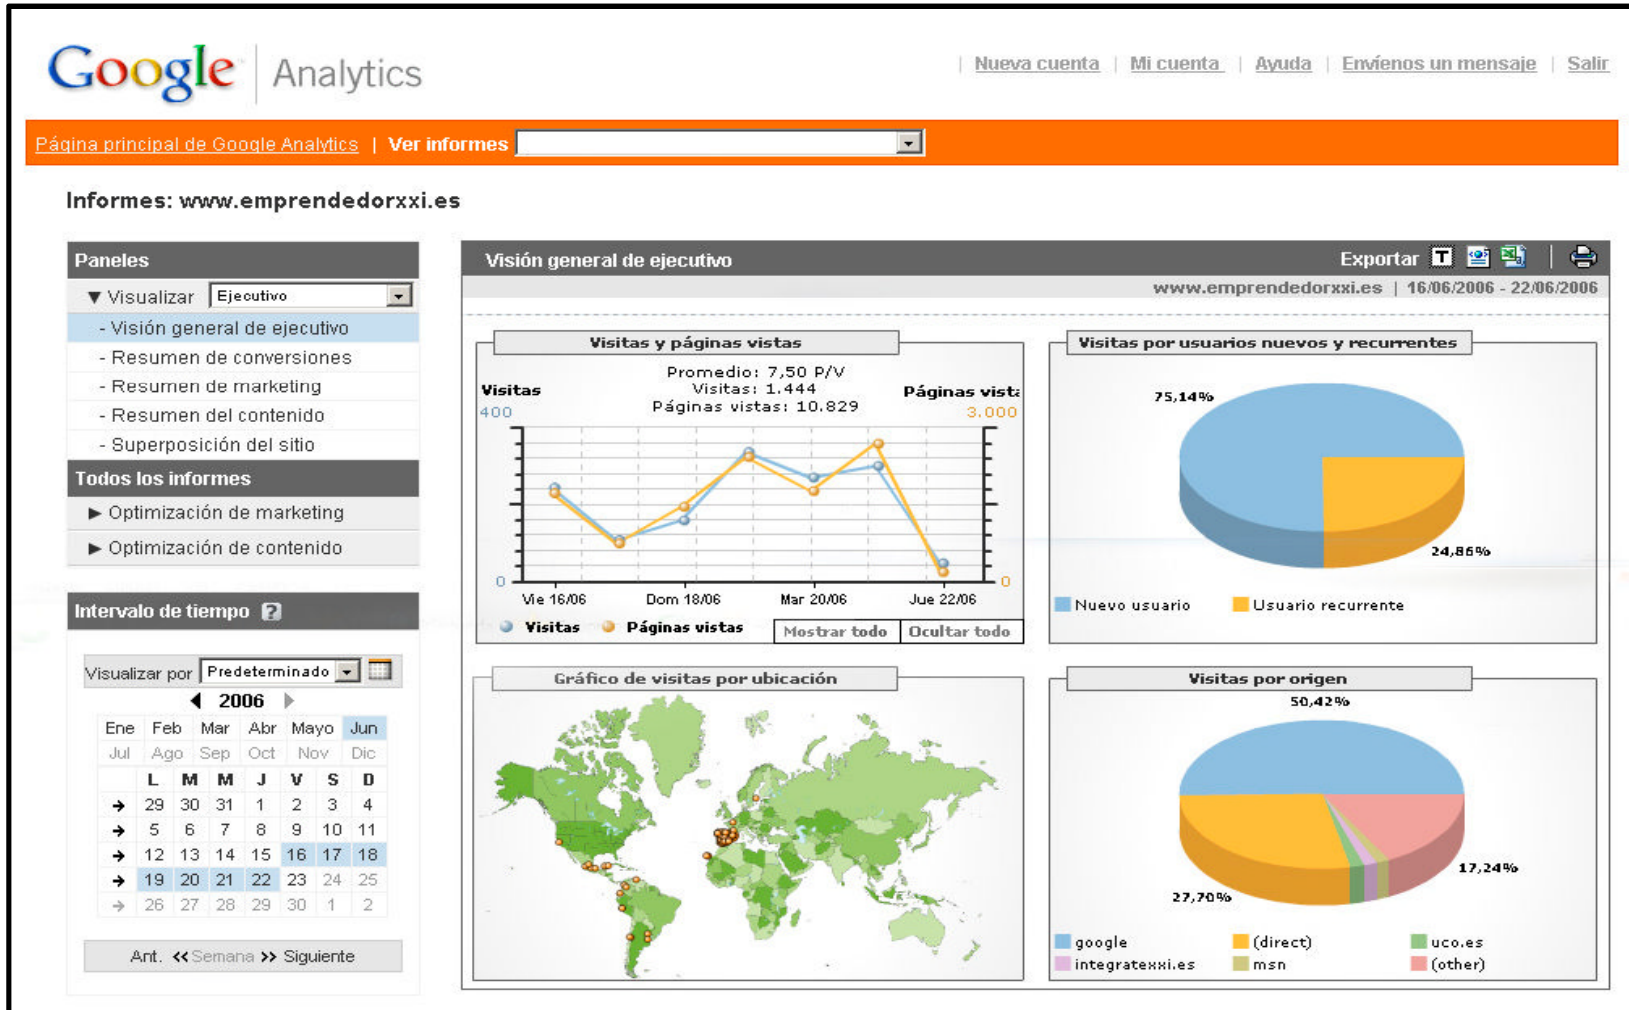 Google Analytics
| Nueva cuenta | Mi cuenta | Ayuda | Envíenos un mensaje | Salir
Página principal de Google Analytics | Ver informes
Informes: www.emprendedorxxi.es
Paneles
▼ Visualizar Ejecutivo
- Visión general de ejecutivo
- Resumen de conversiones
- Resumen de marketing
- Resumen del contenido
- Superposición del sitio
Todos los informes
► Optimización de marketing
► Optimización de contenido
Intervalo de tiempo ?
Visualizar por Predeterminado
◀ 2006 ▶
Ene Feb Mar Abr Mayo Jun
Jul Ago Sep Oct Nov Dic
L M M J V S D
→ 29 30 31 1 2 3 4
→ 5 6 7 8 9 10 11
→ 12 13 14 15 16 17 18
→ 19 20 21 22 23 24 25
→ 26 27 28 29 30 1 2
Ant. << Semana >> Siguiente
Visión general de ejecutivo
Exportar T
www.emprendedorxxi.es | 16/06/2006 - 22/06/2006
Visitas y páginas vistas
Promedio: 7,50 P/V
Visitas: 1.444
Páginas vistas: 10.829
Visitas
400
Páginas vista
3.000
0
0
Vie 16/06 Dom 18/06 Mar 20/06 Jue 22/06
Visitas Páginas vistas Mostrar todo Ocultar todo
Visitas por usuarios nuevos y recurrentes
75,14%
24,86%
Nuevo usuario Usuario recurrente
Gráfico de visitas por ubicación
Visitas por origen
50,42%
17,24%
27,70%
google (direct) uco.es
integratexxi.es msn (other)